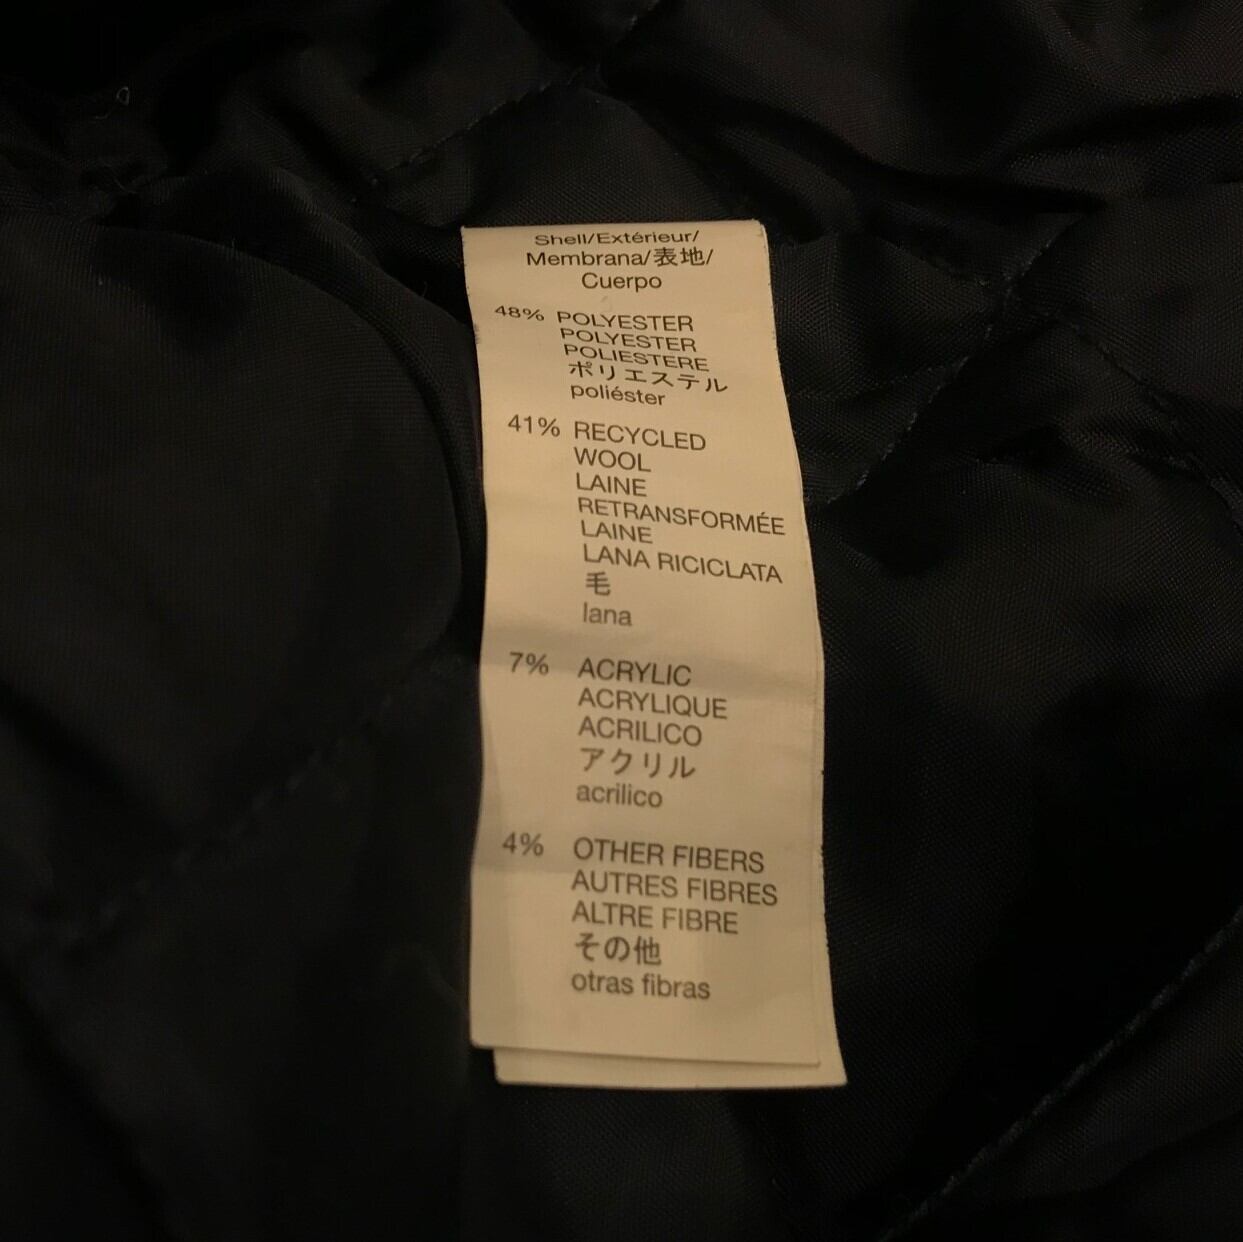 Shell/Extérieur/
Membrana/表地/
Cuerpo
48% POLYESTER
POLYESTER
POLIESTERE
ポリエステル
poliéster
41% RECYCLED
WOOL
LAINE
RETRANSFORMÉE
LAINE
LANA RICICLATA
毛
lana
7% ACRYLIC
ACRYLIQUE
ACRILICO
アクリル
acrilico
4% OTHER FIBERS
AUTRES FIBRES
ALTRE FIBRE
その他
otras fibras